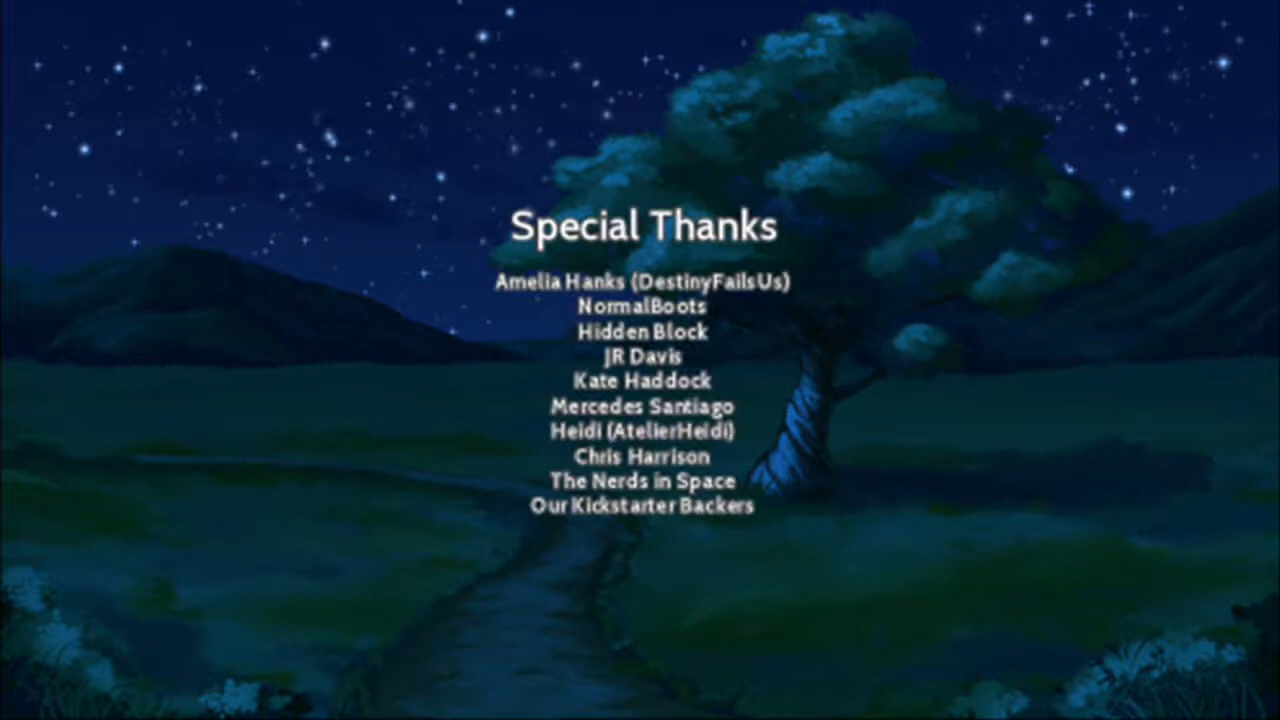 Special Thanks
Amelia Hanks (DestinyFailsUs)
NormalBoots
Hidden Block
JR Davis
Kate Haddock
Mercedes Santiago
Heidi (AtelierHeidi)
Chris Harrison
The Nerds in Space
Our Kickstarter Backers